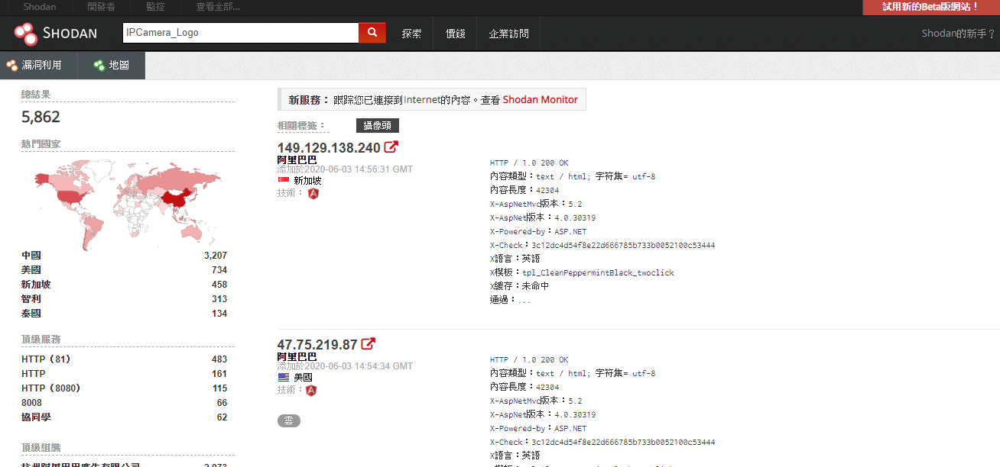 Shodan 開發者 監控 查看全部... 試用新的Beta版網站！
SHODAN IPCamera_Logo 探索 價錢 企業訪問 Shodan的新手？
漏洞利用 地圖
總結果
5,862
熱門國家
中國 3,207
美國 734
新加坡 458
智利 313
泰國 134
頂級服務
HTTP（81） 483
HTTP 161
HTTP（8080） 115
8008 66
協同學 62
頂級組織
杭州阿里巴巴廣告有限公司 2,073
新服務： 跟踪您已連接到Internet的內容。查看 Shodan Monitor
相關標籤： 攝像頭
149.129.138.240
阿里巴巴
添加於2020-06-03 14:56:31 GMT
新加坡
技術：
HTTP / 1.0 200 OK
內容類型：text / html; 字符集= utf-8
內容長度：42304
X-AspNetMvc版本：5.2
X-AspNet版本：4.0.30319
X-Powered-by：ASP.NET
X-Check：3c12dc4d54f8e22d666785b733b0052100c53444
X語言：英語
X模板：tpl_CleanPeppermintBlack_twoclick
X緩存：未命中
通過：...
47.75.219.87
阿里巴巴
添加於2020-06-03 14:54:34 GMT
美國
技術：
雲
HTTP / 1.0 200 OK
內容類型：text / html; 字符集= utf-8
內容長度：42304
X-AspNetMvc版本：5.2
X-AspNet版本：4.0.30319
X-Powered-by：ASP.NET
X-Check：3c12dc4d54f8e22d666785b733b0052100c53444
X語言：英語